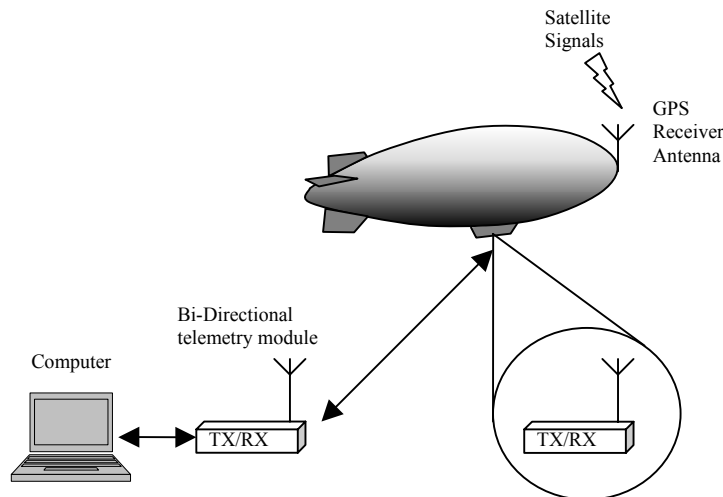 Satellite
Signals
GPS
Receiver
Antenna
Bi-Directional
telemetry module
Computer
TX/RX
TX/RX